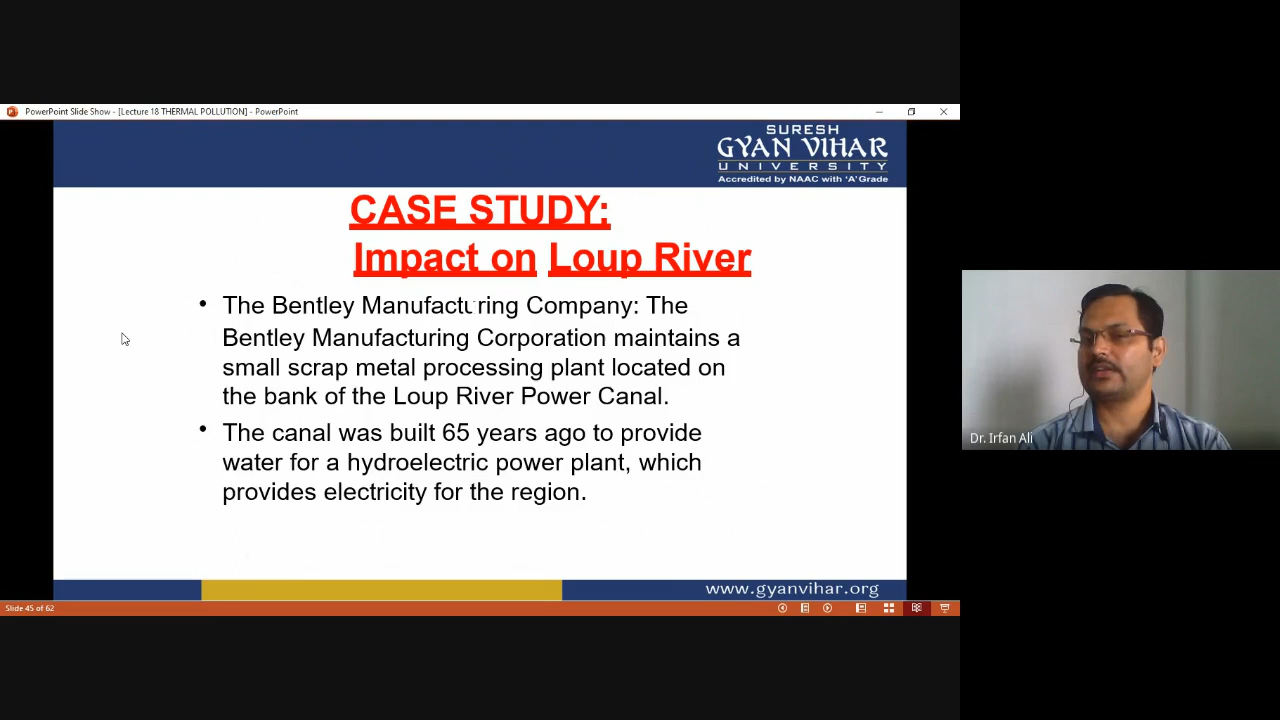 PowerPoint Slide Show - [Lecture 18 THERMAL POLLUTION] - PowerPoint
SURESH
GYAN VIHAR
UNIVERSITY
Accredited by NAAC with 'A' Grade
CASE STUDY:
Impact on Loup River
• The Bentley Manufacturing Company: The
Bentley Manufacturing Corporation maintains a
small scrap metal processing plant located on
the bank of the Loup River Power Canal.
• The canal was built 65 years ago to provide
water for a hydroelectric power plant, which
provides electricity for the region.
Dr. Irfan Ali
www.gyanvihar.org
Slide 45 of 62